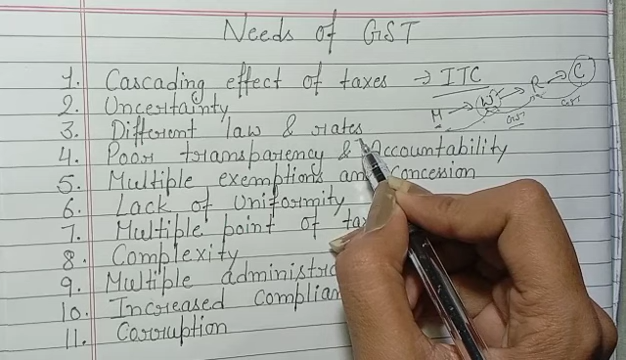 Needs of GST
1. Cascading effect of taxes → ITC
M → W → R → C
2. Uncertainty
GST
3. Different law & rates
GST
4. Poor transparency & Accountability
5. Multiple exemptions and concession
6. Lack of Uniformity
7. Multiple point of
8. Complexity
9. Multiple
10. Increased
11. Corruption